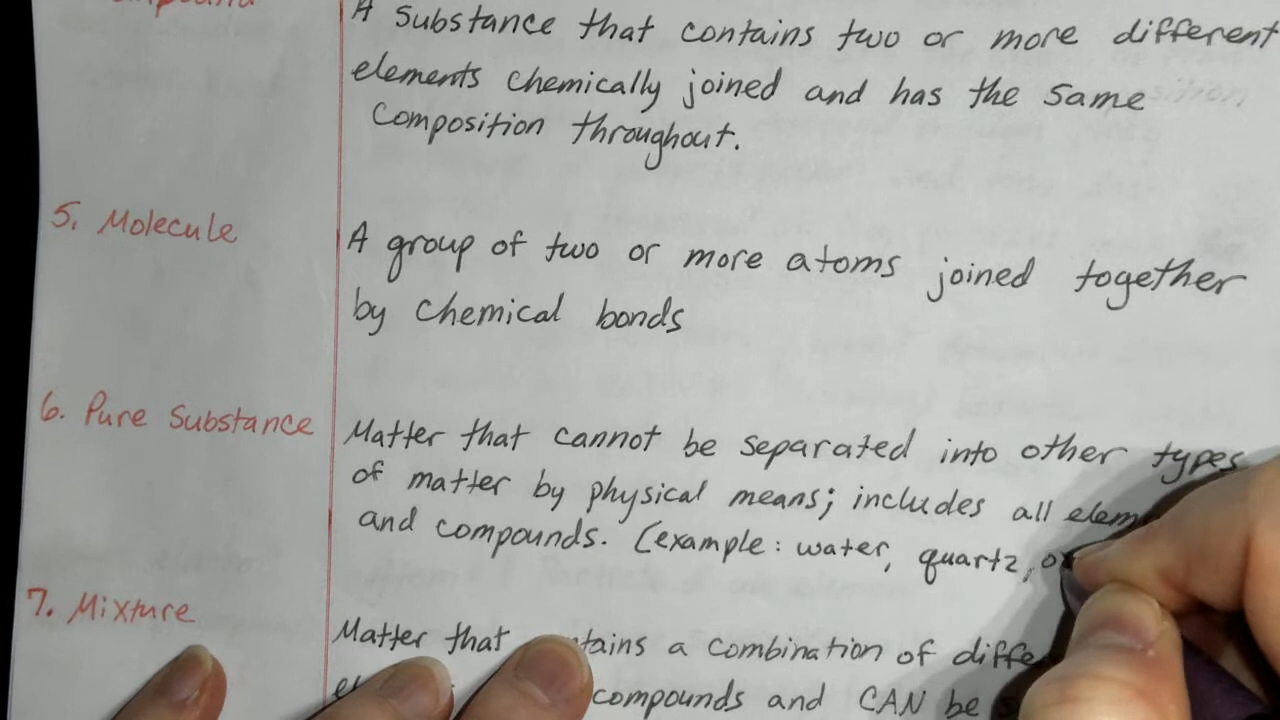 A substance that contains two or more different
elements chemically joined and has the same
composition throughout.
5. Molecule
A group of two or more atoms joined together
by chemical bonds
6. Pure Substance
Matter that cannot be separated into other types
of matter by physical means; includes all elem
and compounds. (example: water, quartz,
7. Mixture
Matter that tains a combination of diffe
compounds and CAN be